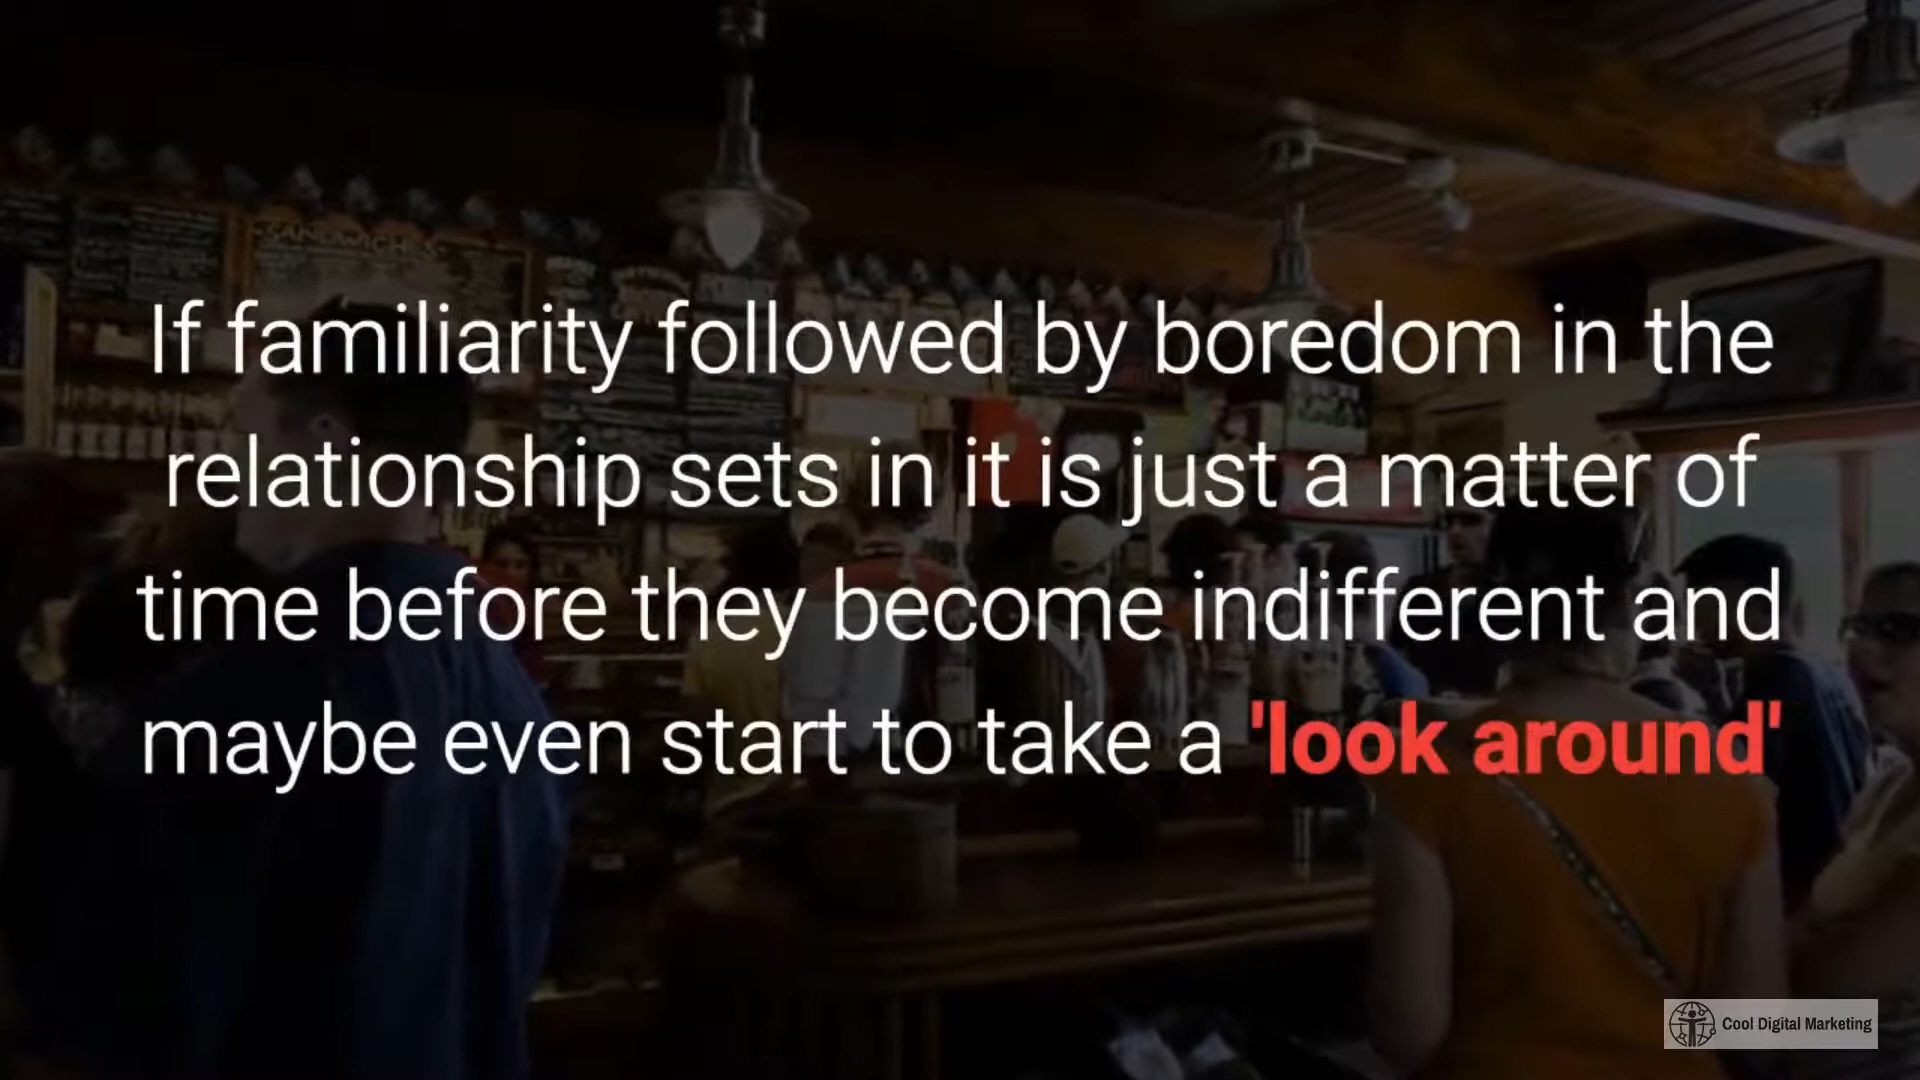 SANDWICHES
If familiarity followed by boredom in the
relationship sets in it is just a matter of
time before they become indifferent and
maybe even start to take a 'look around'
Cool Digital Marketing